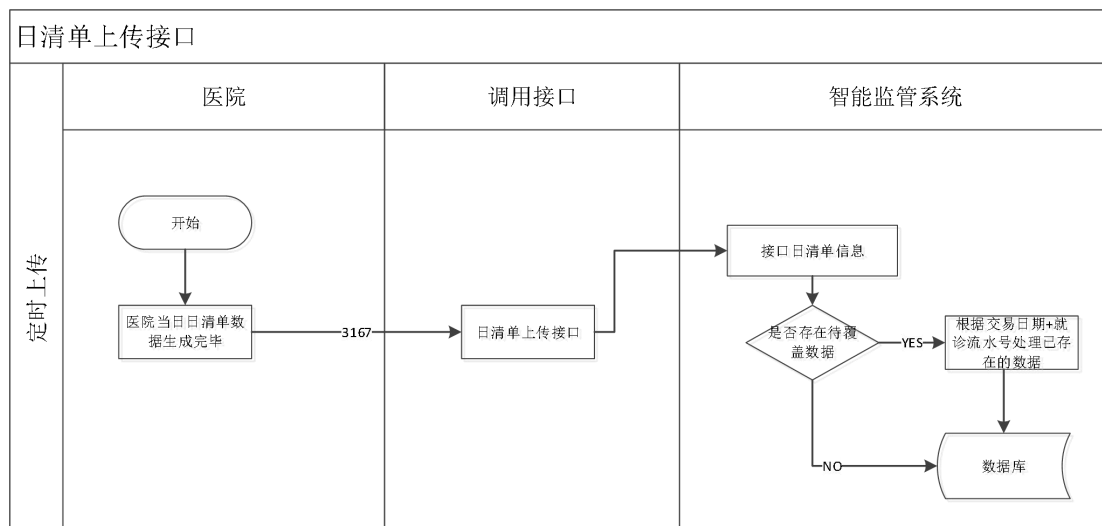 日清单上传接口
医院
调用接口
智能监管系统
定时上传
开始
医院当日日清单数
据生成完毕
3167
日清单上传接口
接口日清单信息
是否存在待覆
盖数据
YES
根据交易日期+就
诊流水号处理已存
在的数据
NO
数据库